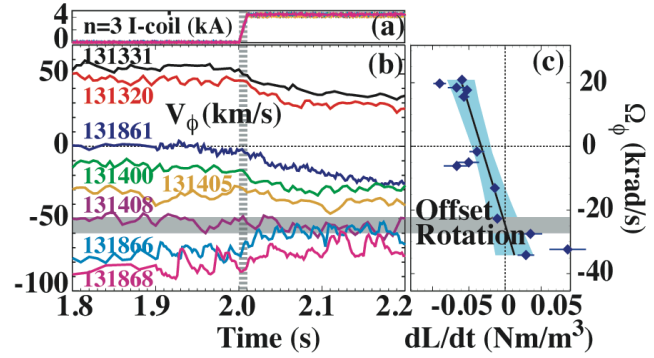 4
n=3 I-coil (kA)
(a)
0
50
131331
(b)
(c)
20
131320
V_ϕ (km/s)
Ω_ϕ
0
131861
0
131400
131405
(krad/s)
-50
131408
Offset
-20
Rotation
131866
131868
-100
-40
1.8
1.9
2.0
2.1
2.2
-0.05
0
0.05
Time (s)
dL/dt (Nm/m³)